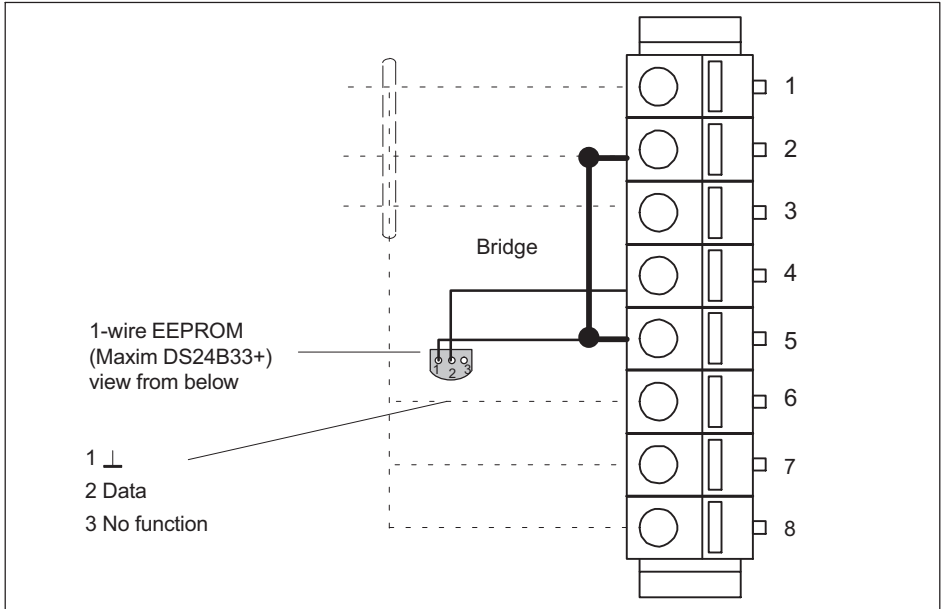 1
2
3
Bridge
4
5
1-wire EEPROM
(Maxim DS24B33+)
view from below
1 2 3
6
1 ⊥
7
2 Data
3 No function
8